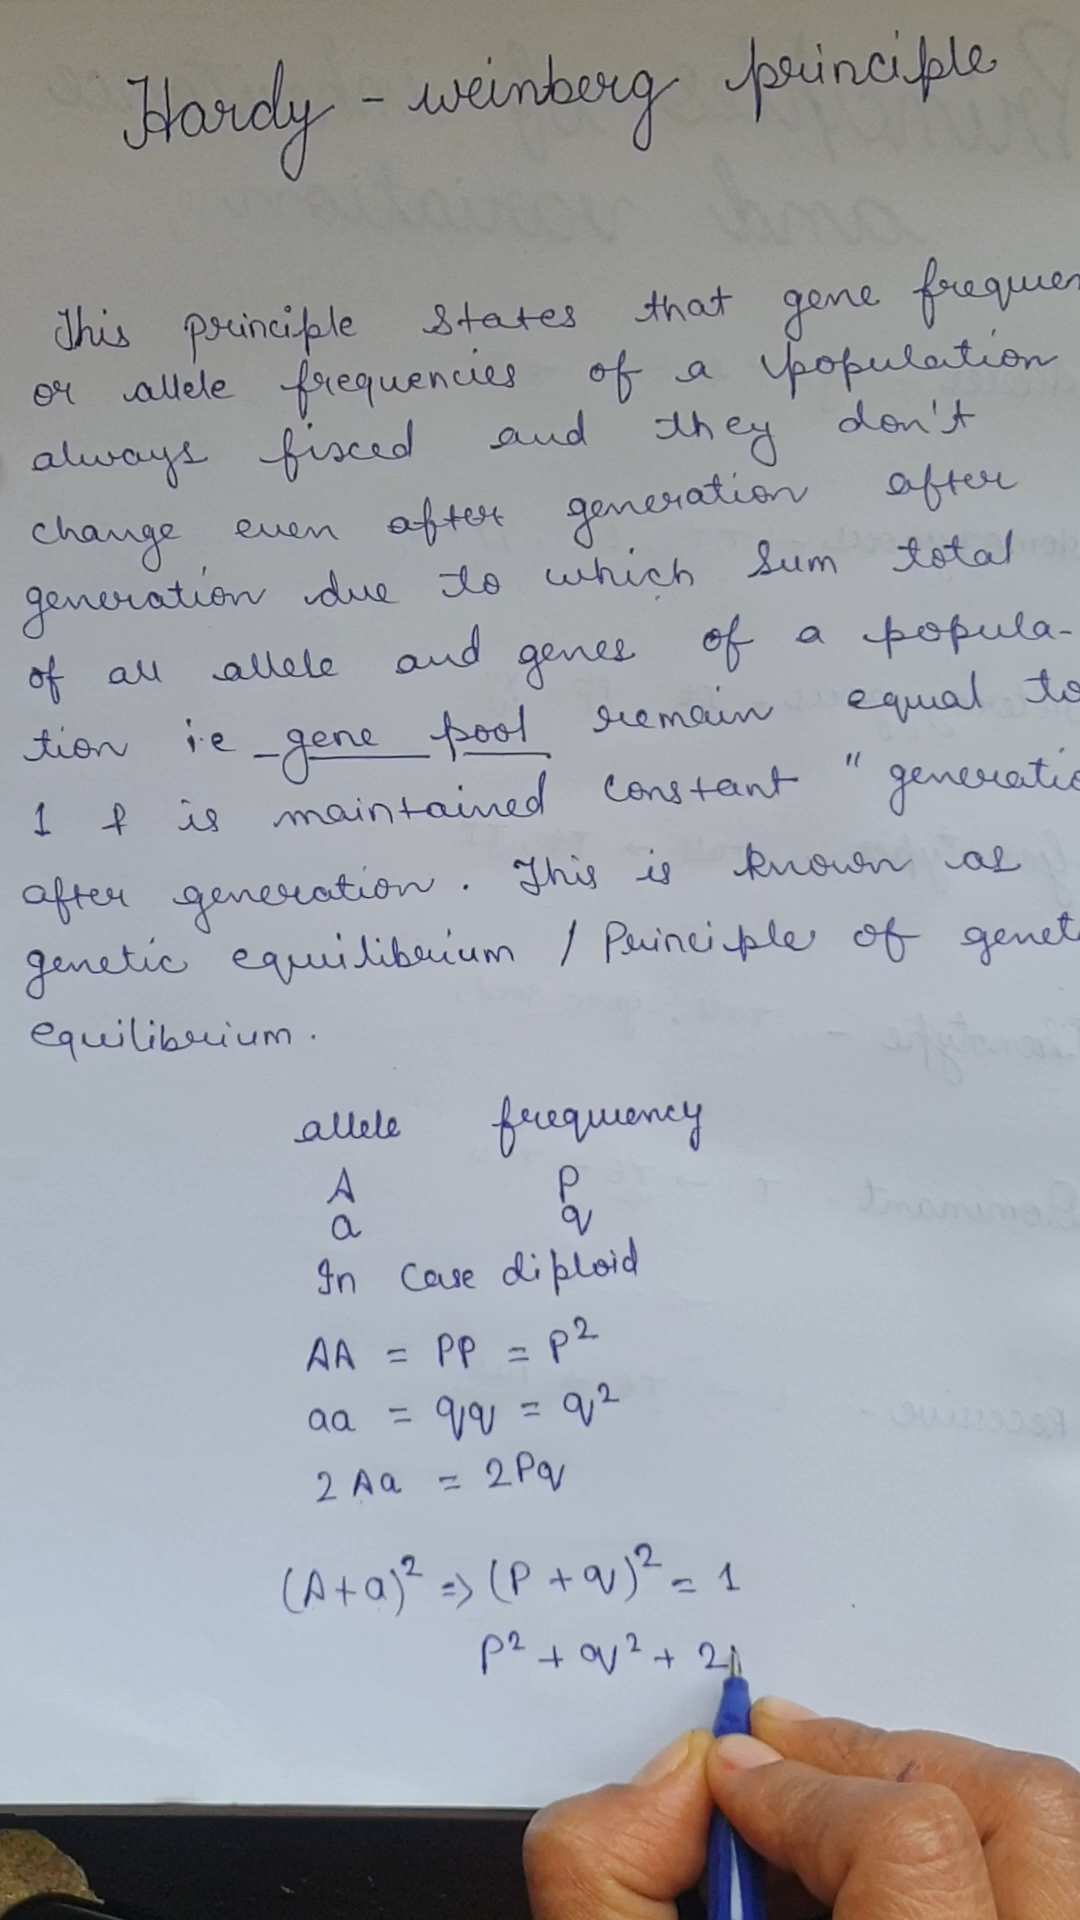 Hardy - weinberg principle
This principle states that gene frequen
or allele frequencies of a population
always fixed and they don't
change even after generation after
generation due to which sum total
of all allele and genes of a popula-
tion i.e gene pool remain equal to
1 & is maintained constant " generatio
after generation. This is known as
genetic equilibrium / Principle of genet
equilibrium.
allele frequency
A P
a q
In case diploid
AA = PP = P²
aa = qq = q²
2 Aa = 2Pq
(A+a)² => (P + q)² = 1
P² + q² + 2